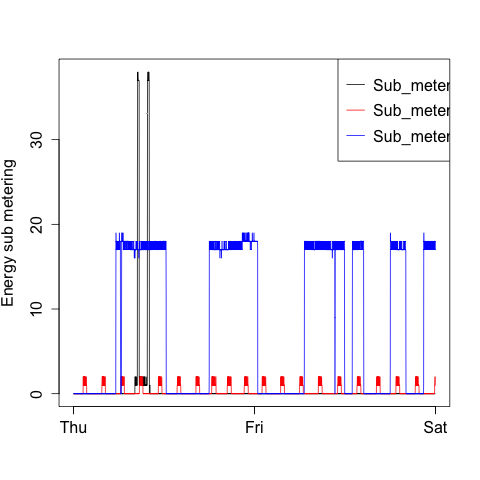 Sub_meter
Sub_meter
Sub_meter
Energy sub metering
30
20
10
0
Thu Fri Sat